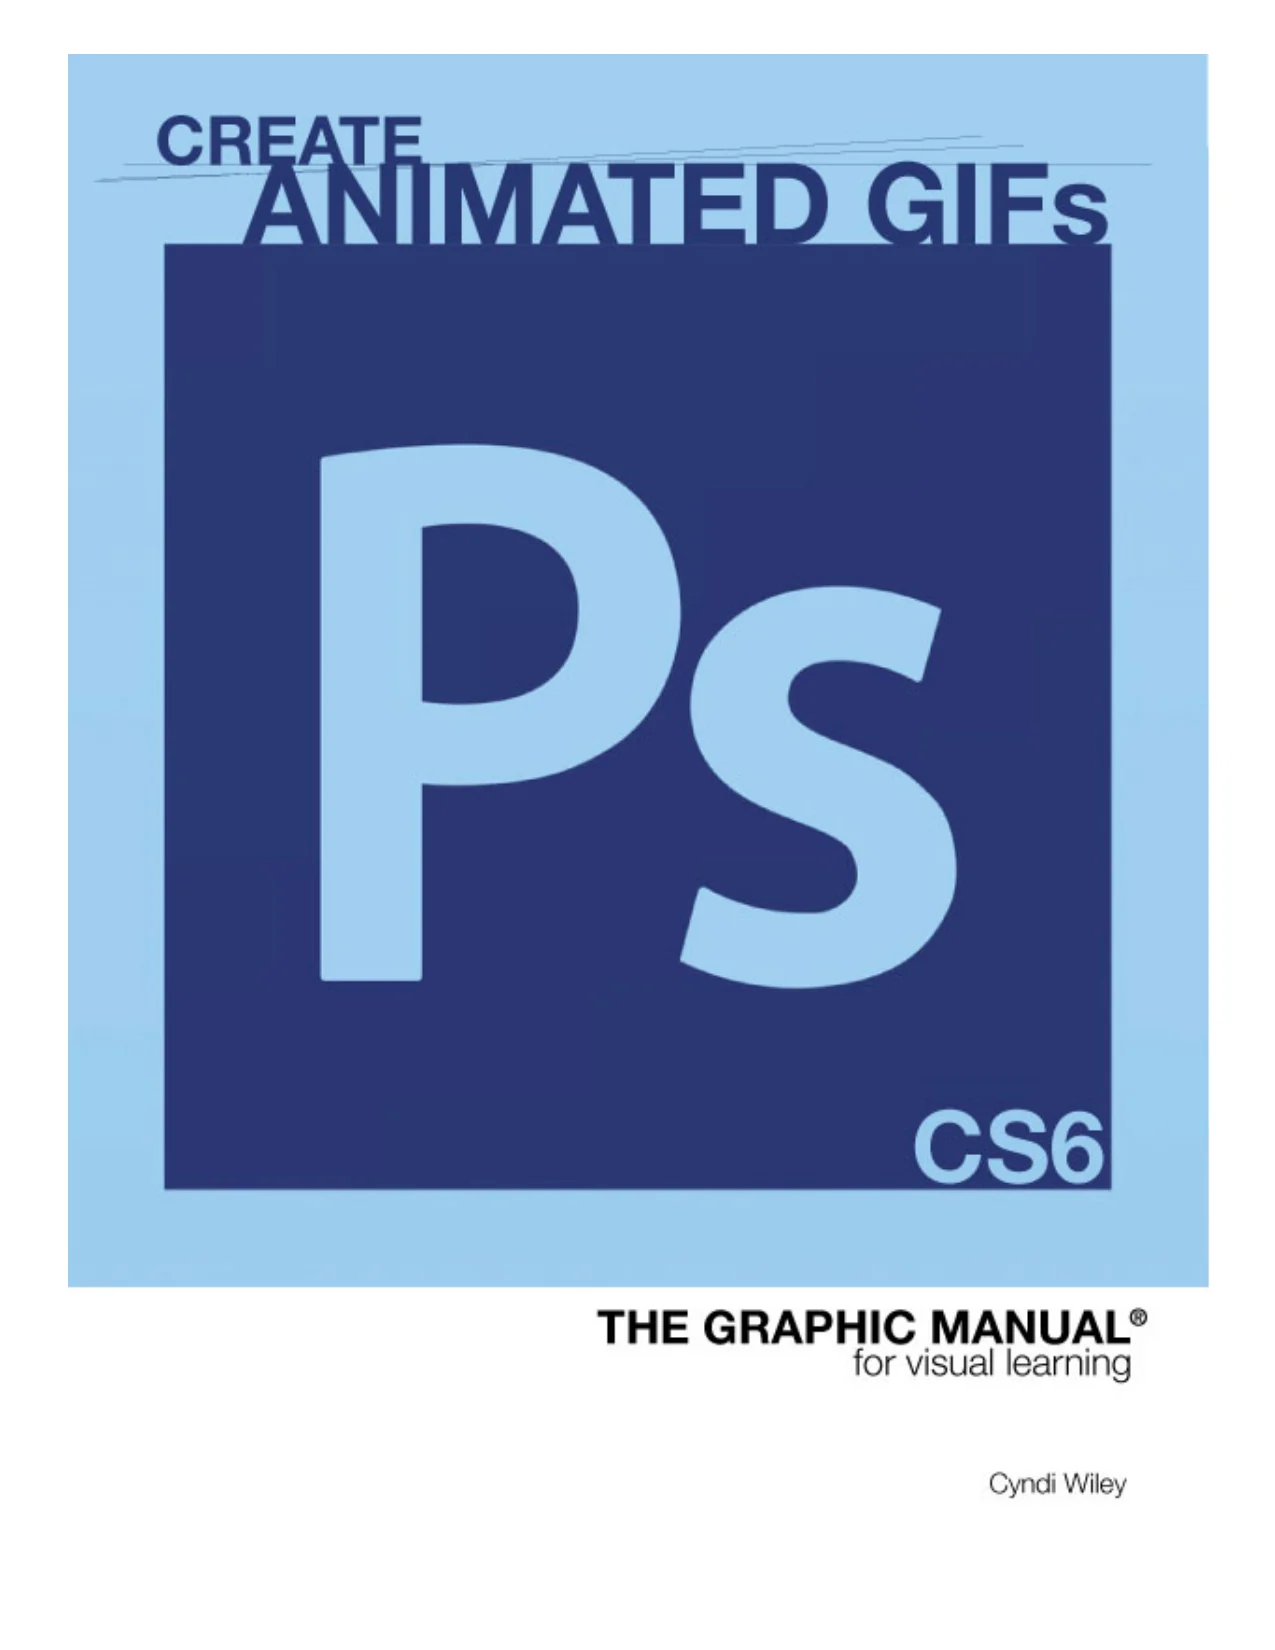 CREATE
ANIMATED GIFs
Ps
CS6
THE GRAPHIC MANUAL®
for visual learning
Cyndi Wiley